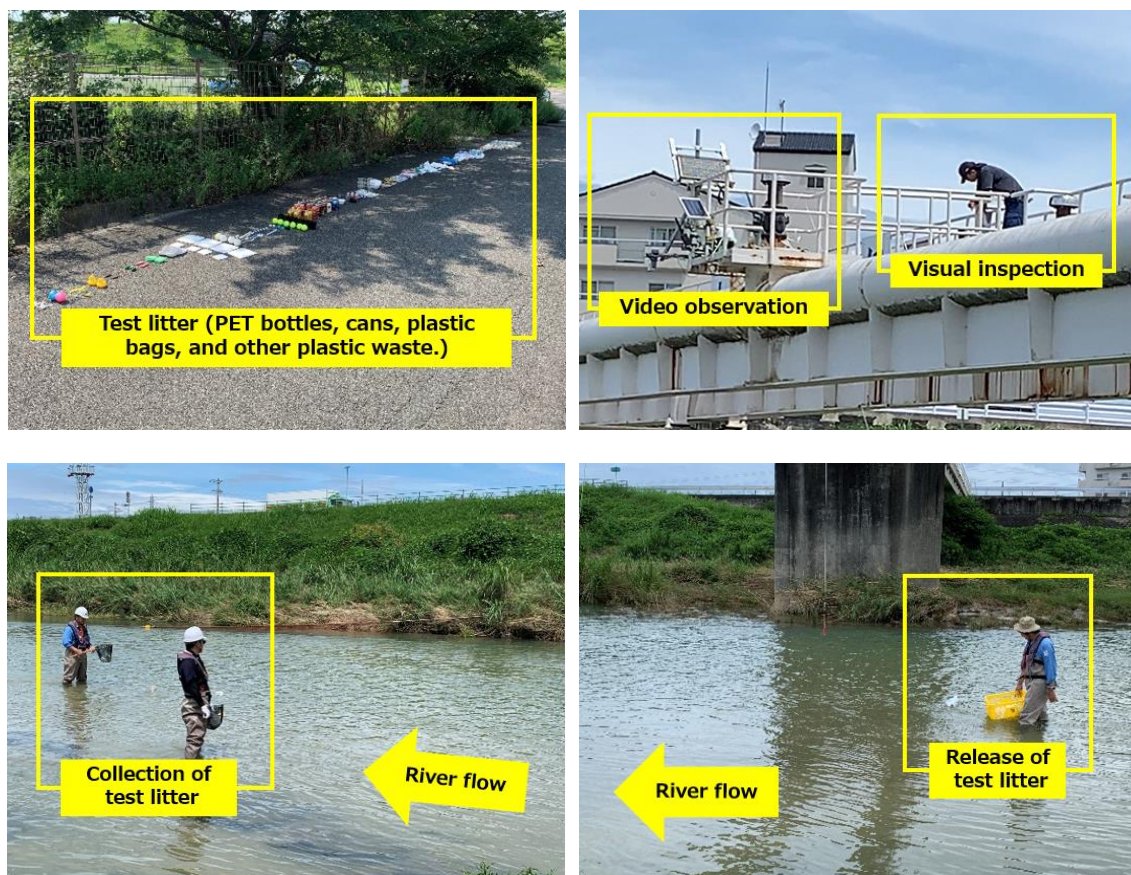 Test litter (PET bottles, cans, plastic
bags, and other plastic waste.)
Visual inspection
Video observation
Collection of
test litter
River flow
River flow
Release of
test litter